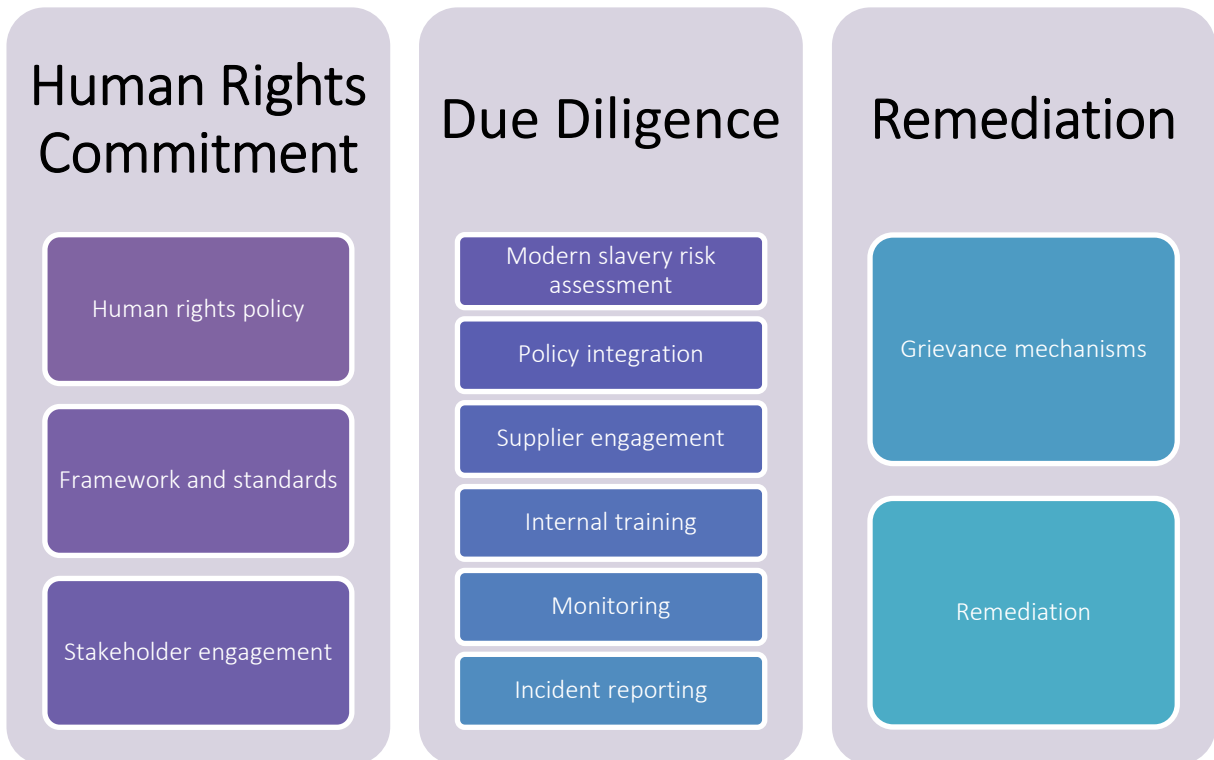 Human Rights
Commitment
Human rights policy
Framework and standards
Stakeholder engagement
Due Diligence
Modern slavery risk
assessment
Policy integration
Supplier engagement
Internal training
Monitoring
Incident reporting
Remediation
Grievance mechanisms
Remediation